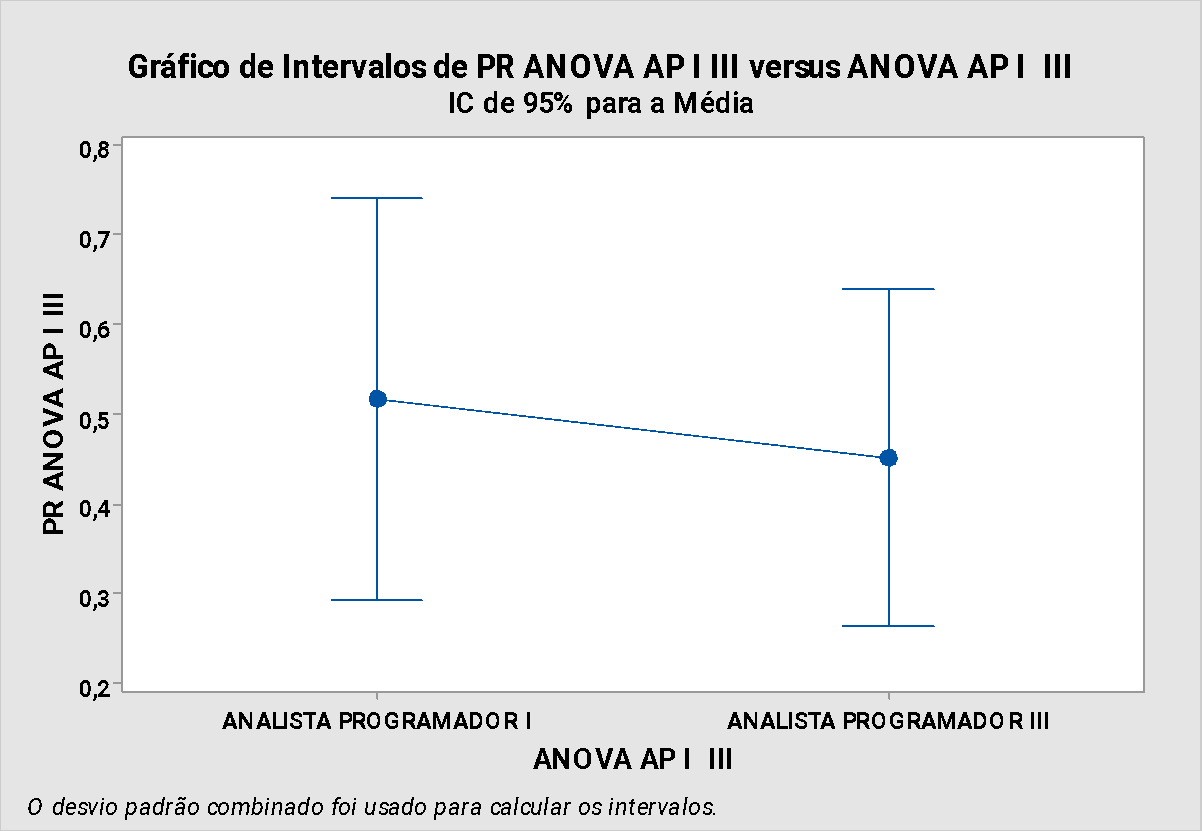 Gráfico de Intervalos de PR ANOVA AP I III versus ANOVA AP I III
IC de 95% para a Média
0,8
0,7
0,6
0,5
0,4
0,3
0,2
PR ANOVA AP I III
ANALISTA PROGRAMADOR I
ANALISTA PROGRAMADOR III
ANOVA AP I III
O desvio padrão combinado foi usado para calcular os intervalos.